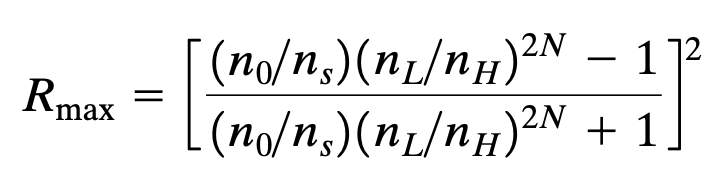 R_max = [ ((n_0/n_s)(n_L/n_H)^{2N} − 1) / ((n_0/n_s)(n_L/n_H)^{2N} + 1) ]^2